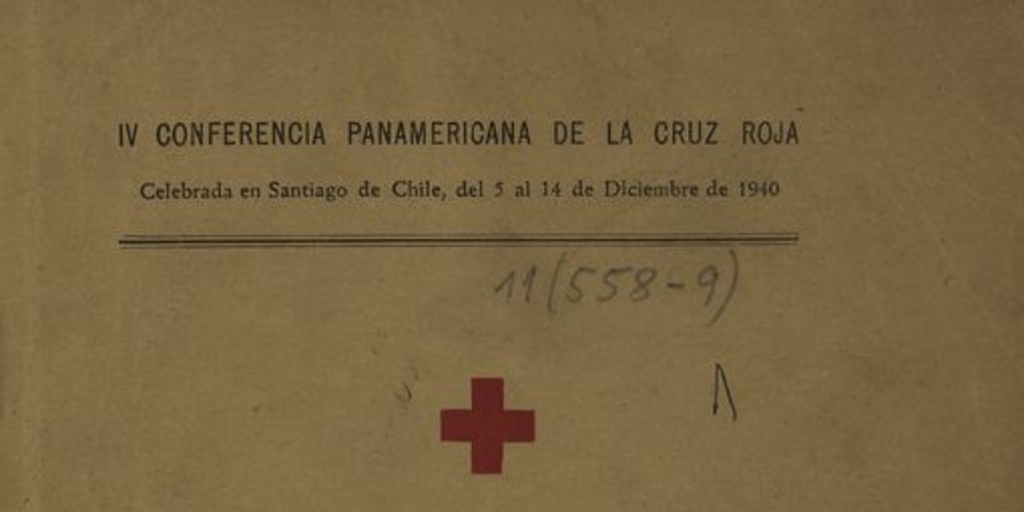 IV CONFERENCIA PANAMERICANA DE LA CRUZ ROJA
Celebrada en Santiago de Chile, del 5 al 14 de Diciembre de 1940
11(558-9)